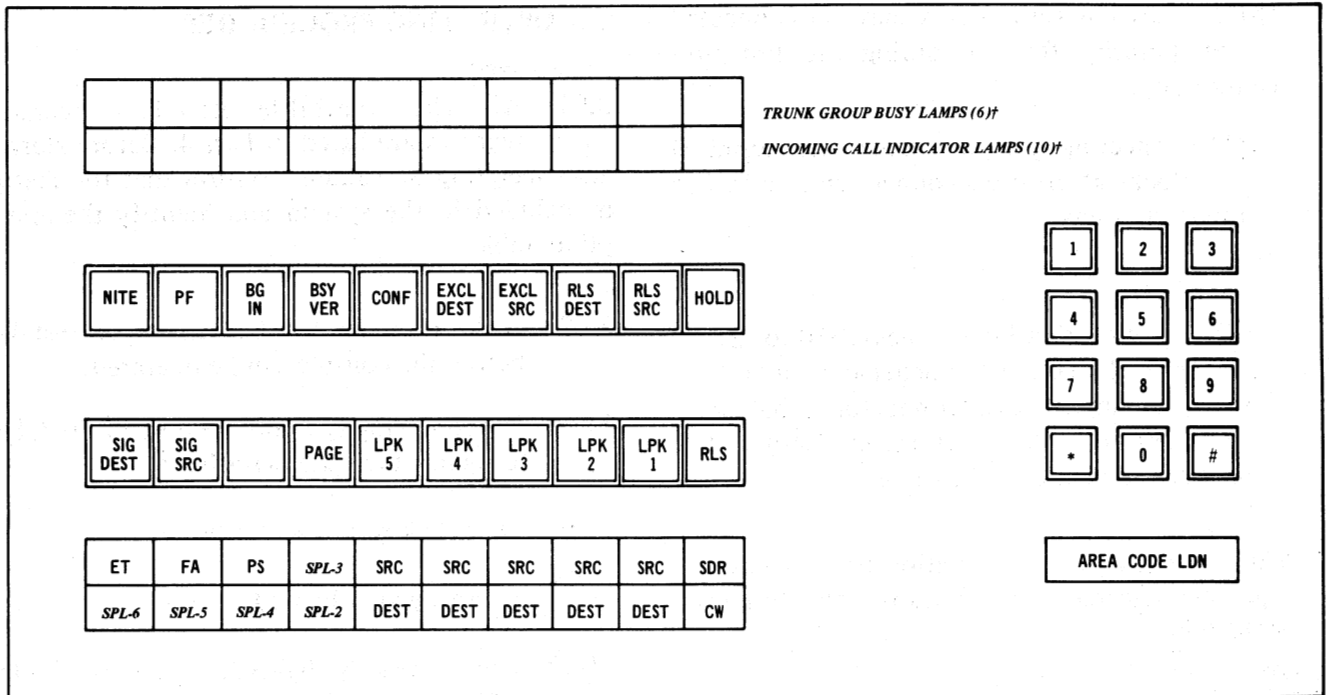 TRUNK GROUP BUSY LAMPS (6)†
INCOMING CALL INDICATOR LAMPS (10)†
NITE PF BG IN BSY VER CONF EXCL DEST EXCL SRC RLS DEST RLS SRC HOLD
SIG DEST SIG SRC PAGE LPK 5 LPK 4 LPK 3 LPK 2 LPK 1 RLS
ET FA PS SPL-3 SRC SRC SRC SRC SRC SDR
SPL-6 SPL-5 SPL-4 SPL-2 DEST DEST DEST DEST DEST CW
1 2 3
4 5 6
7 8 9
* 0 #
AREA CODE LDN